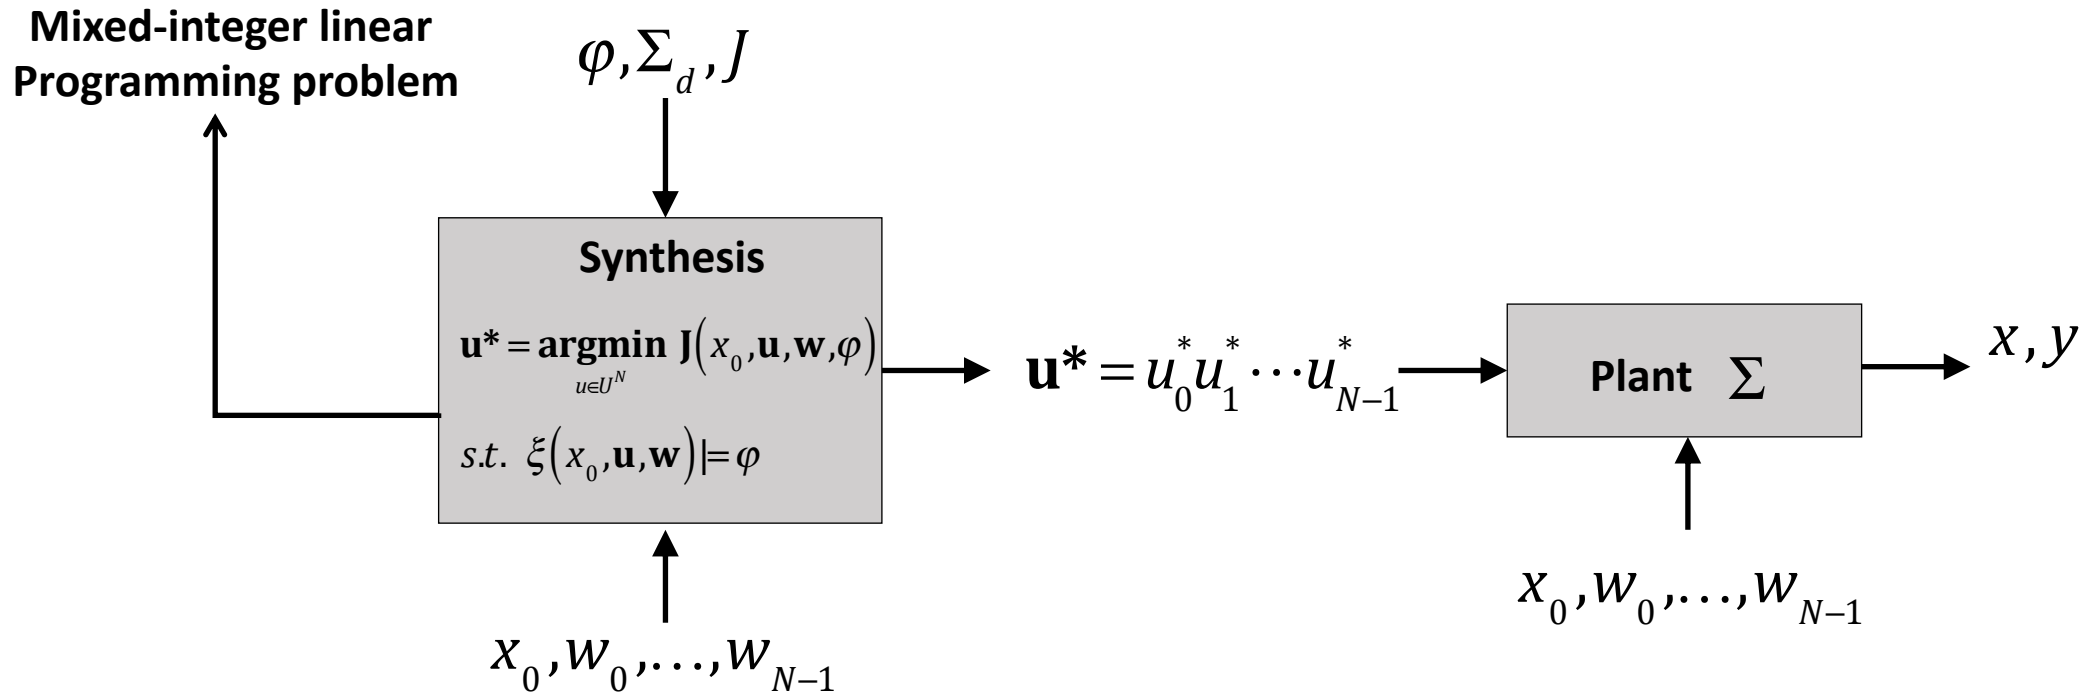 Mixed-integer linear
Programming problem
φ,Σ_d,J
Synthesis
u* = argmin J(x_0,u,w,φ)
u∈U^N
s.t. ξ(x_0,u,w)|=φ
x_0,w_0,…,w_{N−1}
u* = u_0^* u_1^* ⋯ u_{N−1}^*
Plant Σ
x_0,w_0,…,w_{N−1}
x,y